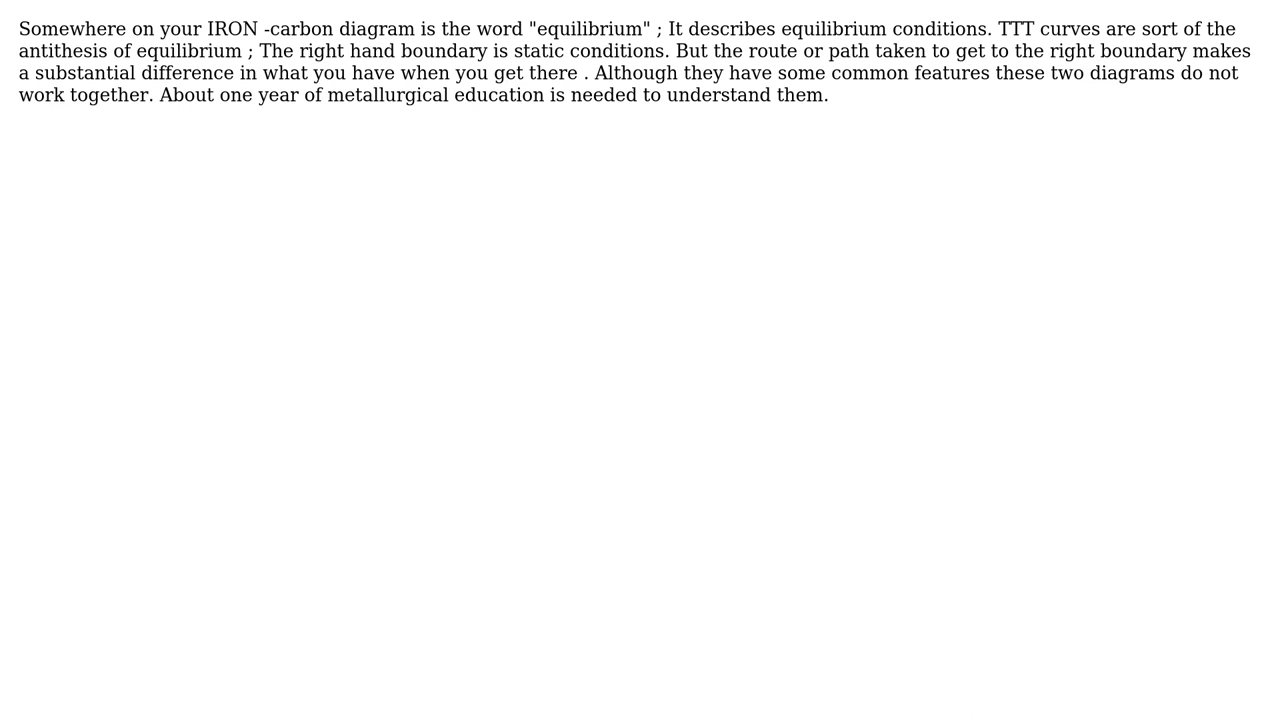 Somewhere on your IRON -carbon diagram is the word "equilibrium" ; It describes equilibrium conditions. TTT curves are sort of the
antithesis of equilibrium ; The right hand boundary is static conditions. But the route or path taken to get to the right boundary makes
a substantial difference in what you have when you get there . Although they have some common features these two diagrams do not
work together. About one year of metallurgical education is needed to understand them.